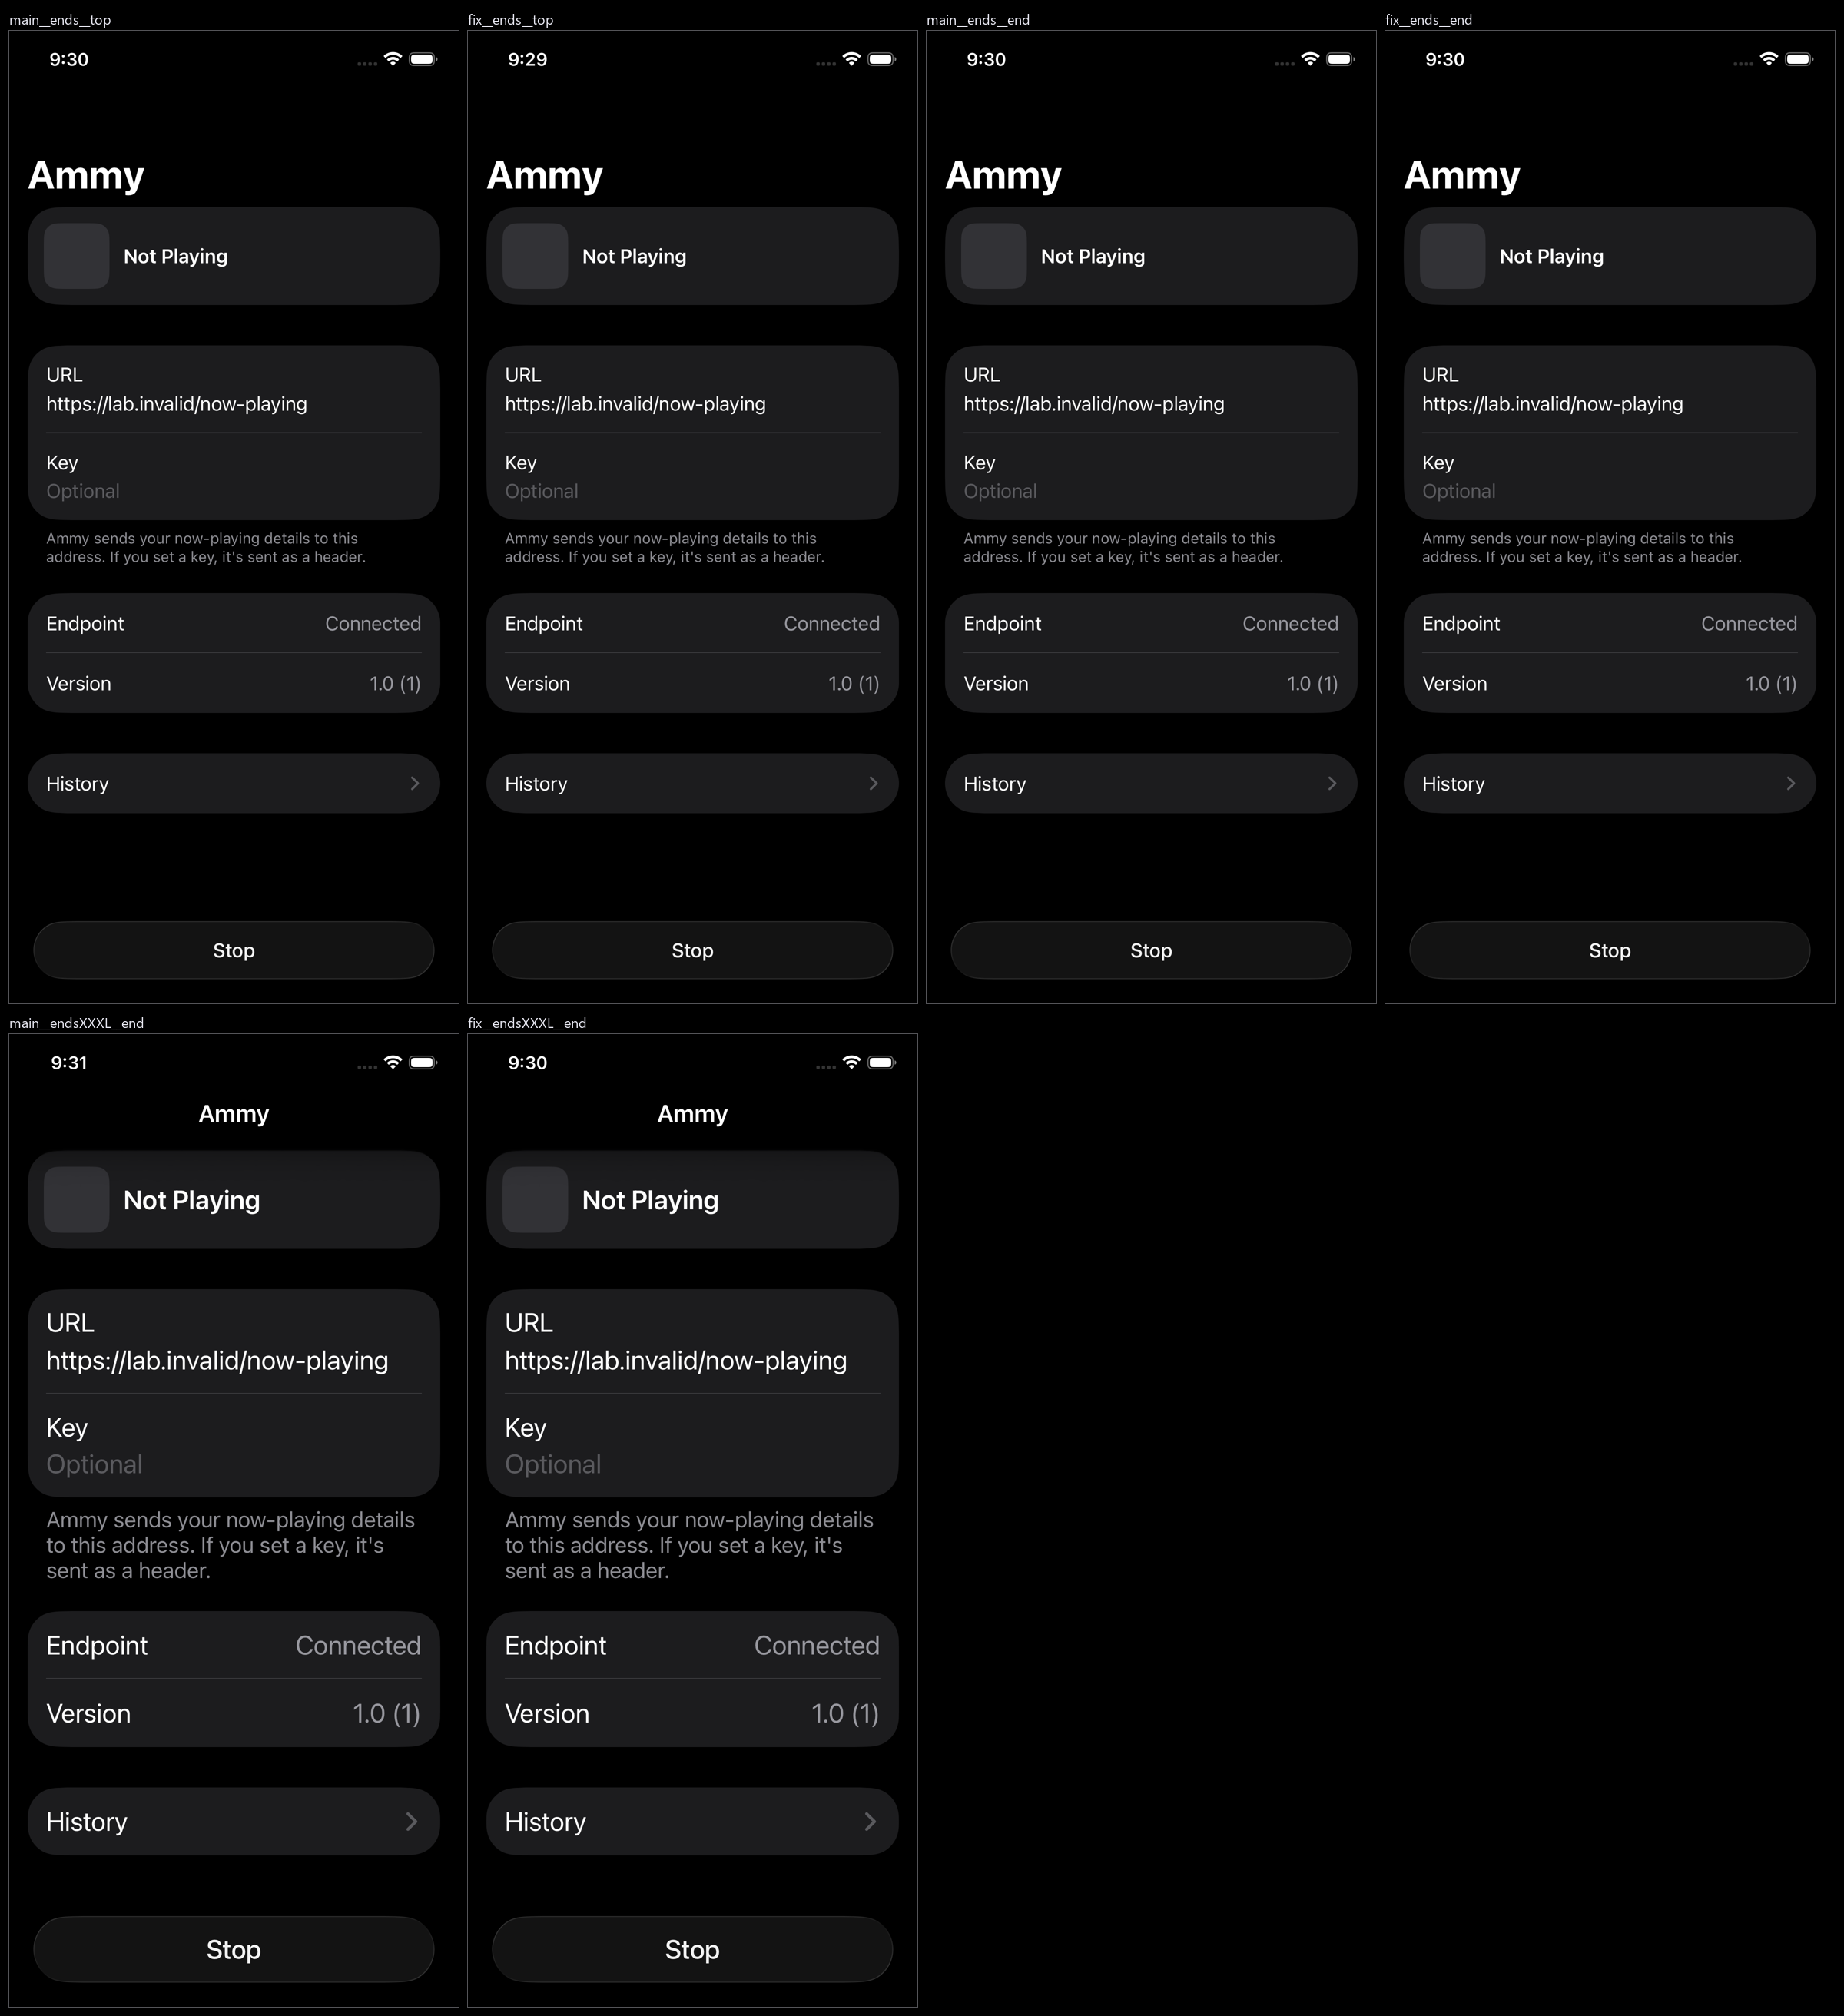 main__ends__top
9:30
Ammy
Not Playing
URL
https://lab.invalid/now-playing
Key
Optional
Ammy sends your now-playing details to this
address. If you set a key, it's sent as a header.
Endpoint Connected
Version 1.0 (1)
History
Stop
fix__ends__top
9:29
Ammy
Not Playing
URL
https://lab.invalid/now-playing
Key
Optional
Ammy sends your now-playing details to this
address. If you set a key, it's sent as a header.
Endpoint Connected
Version 1.0 (1)
History
Stop
main__ends__end
9:30
Ammy
Not Playing
URL
https://lab.invalid/now-playing
Key
Optional
Ammy sends your now-playing details to this
address. If you set a key, it's sent as a header.
Endpoint Connected
Version 1.0 (1)
History
Stop
fix__ends__end
9:30
Ammy
Not Playing
URL
https://lab.invalid/now-playing
Key
Optional
Ammy sends your now-playing details to this
address. If you set a key, it's sent as a header.
Endpoint Connected
Version 1.0 (1)
History
Stop
main__endsXXXL__end
9:31
Ammy
Not Playing
URL
https://lab.invalid/now-playing
Key
Optional
Ammy sends your now-playing details
to this address. If you set a key, it's
sent as a header.
Endpoint Connected
Version 1.0 (1)
History
Stop
fix__endsXXXL__end
9:30
Ammy
Not Playing
URL
https://lab.invalid/now-playing
Key
Optional
Ammy sends your now-playing details
to this address. If you set a key, it's
sent as a header.
Endpoint Connected
Version 1.0 (1)
History
Stop